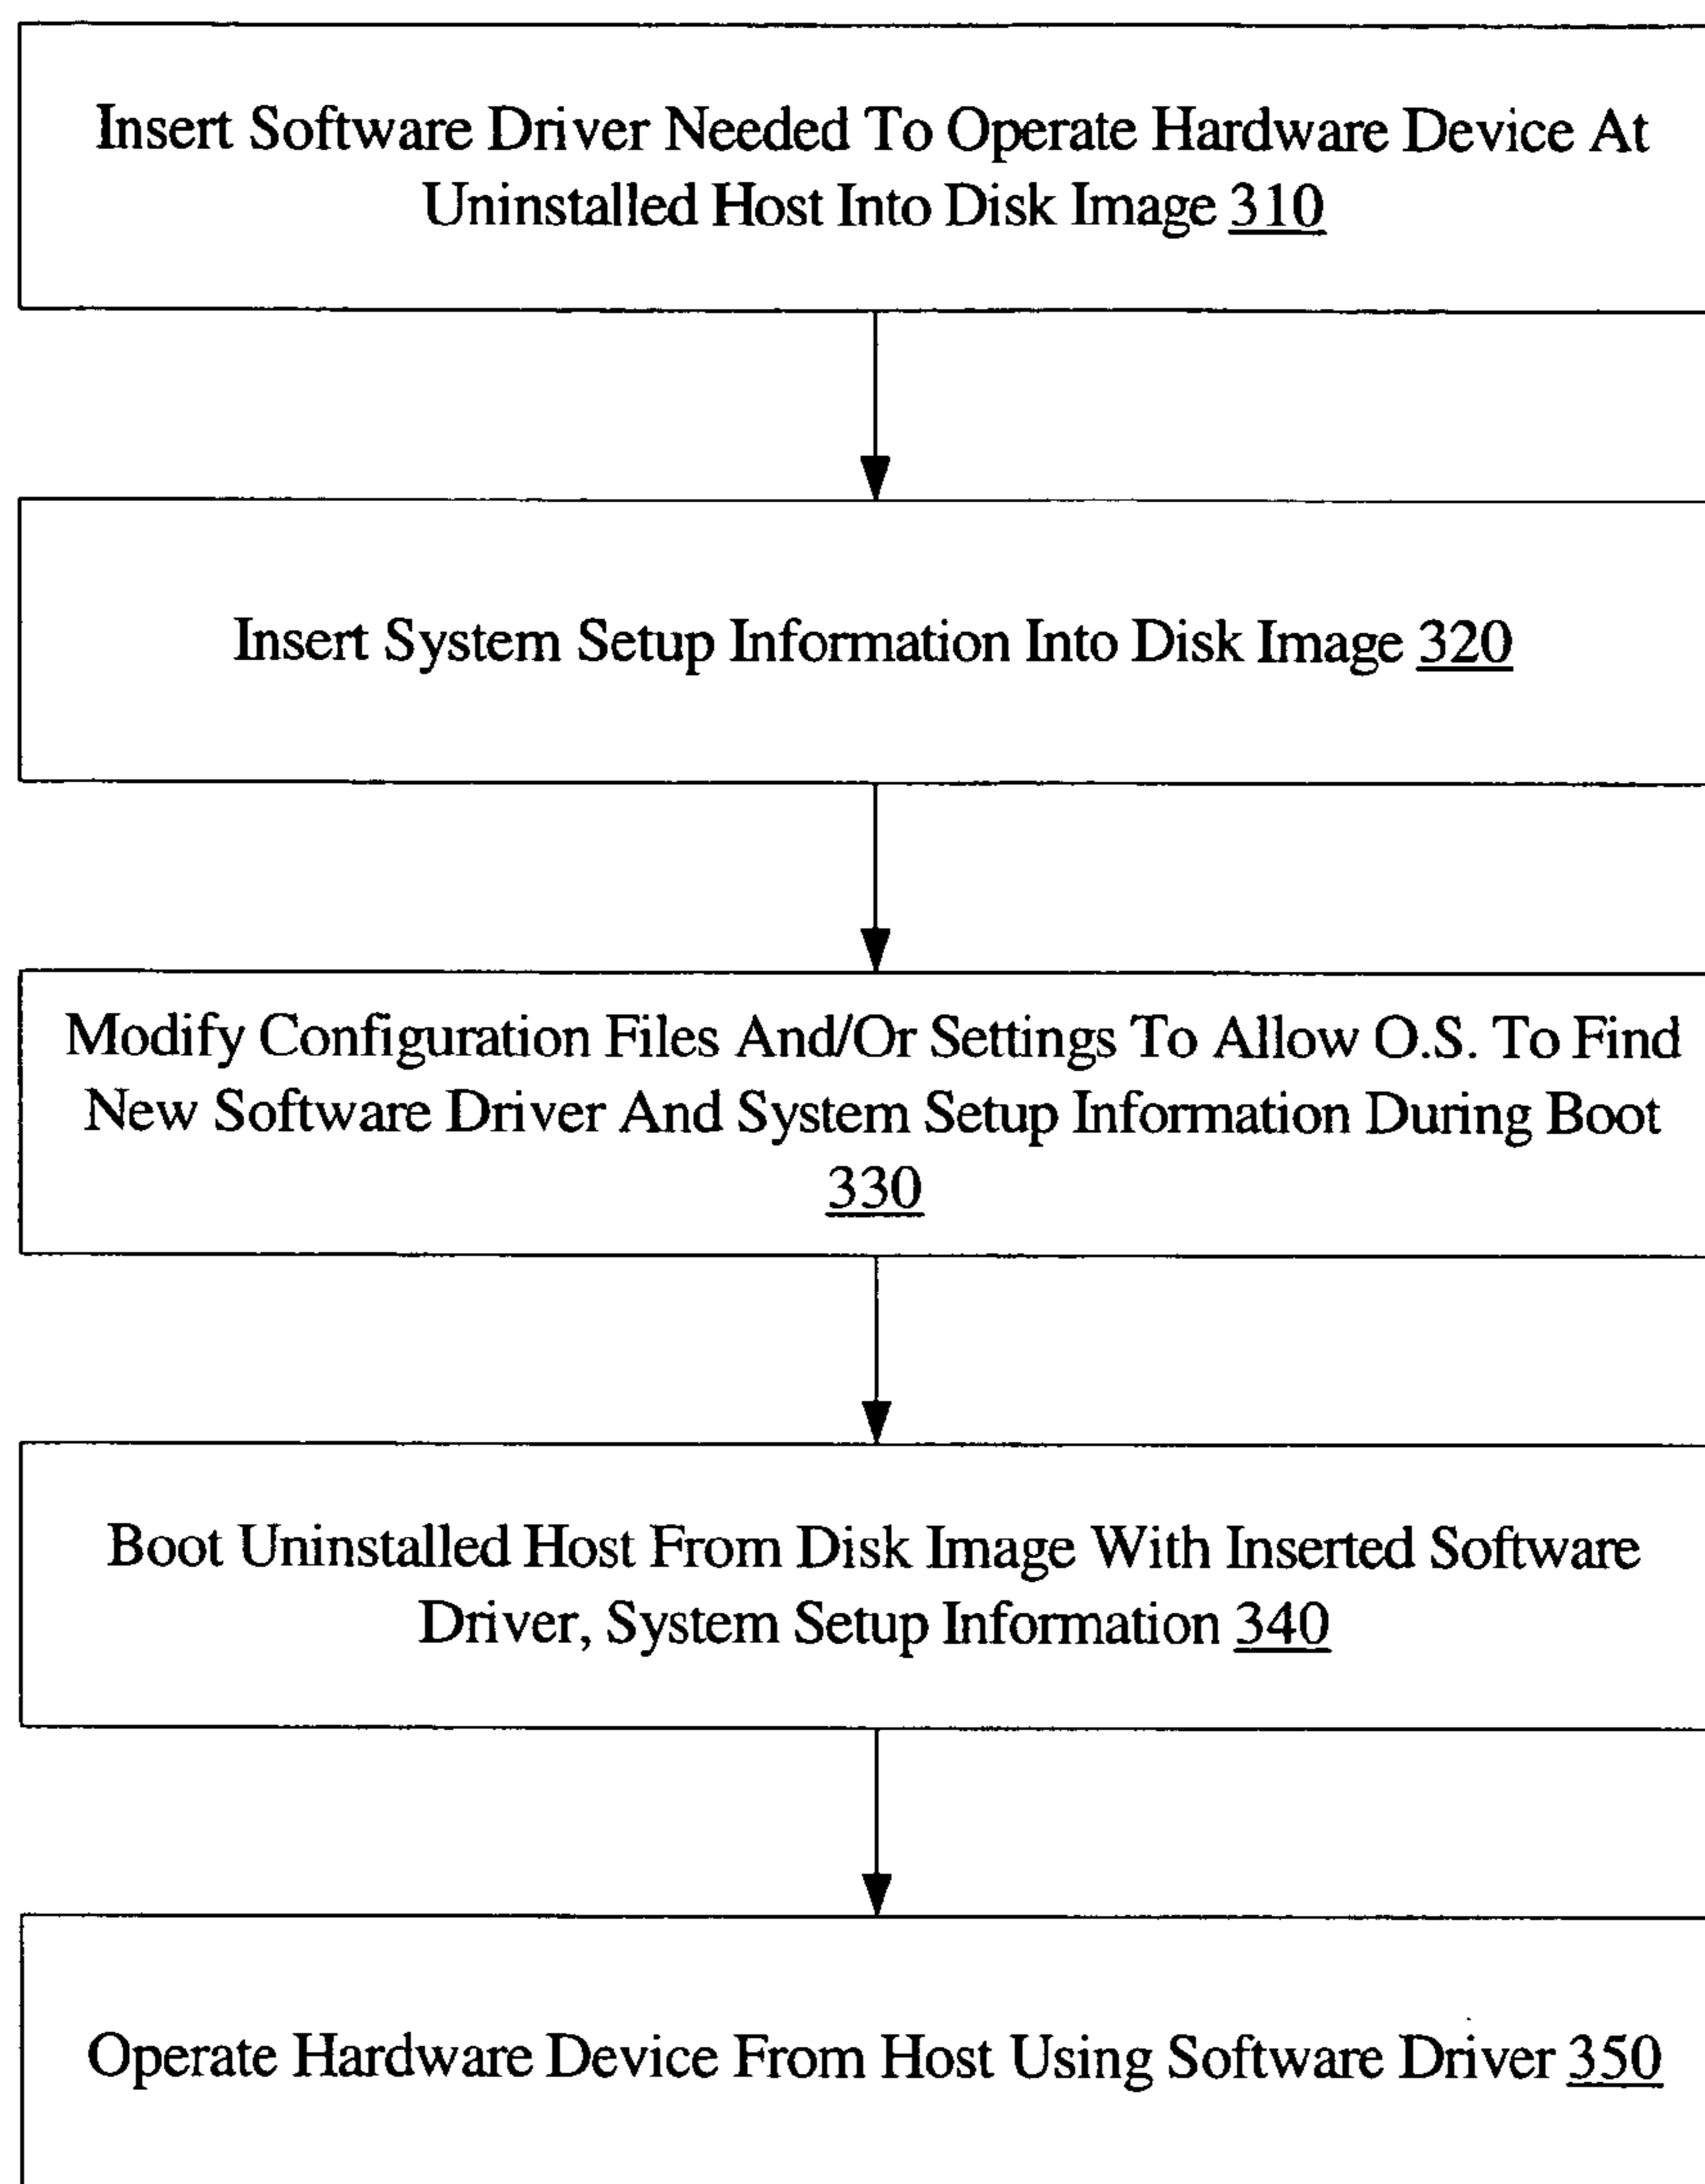 Insert Software Driver Needed To Operate Hardware Device At
Uninstalled Host Into Disk Image 310
Insert System Setup Information Into Disk Image 320
Modify Configuration Files And/Or Settings To Allow O.S. To Find
New Software Driver And System Setup Information During Boot
330
Boot Uninstalled Host From Disk Image With Inserted Software
Driver, System Setup Information 340
Operate Hardware Device From Host Using Software Driver 350